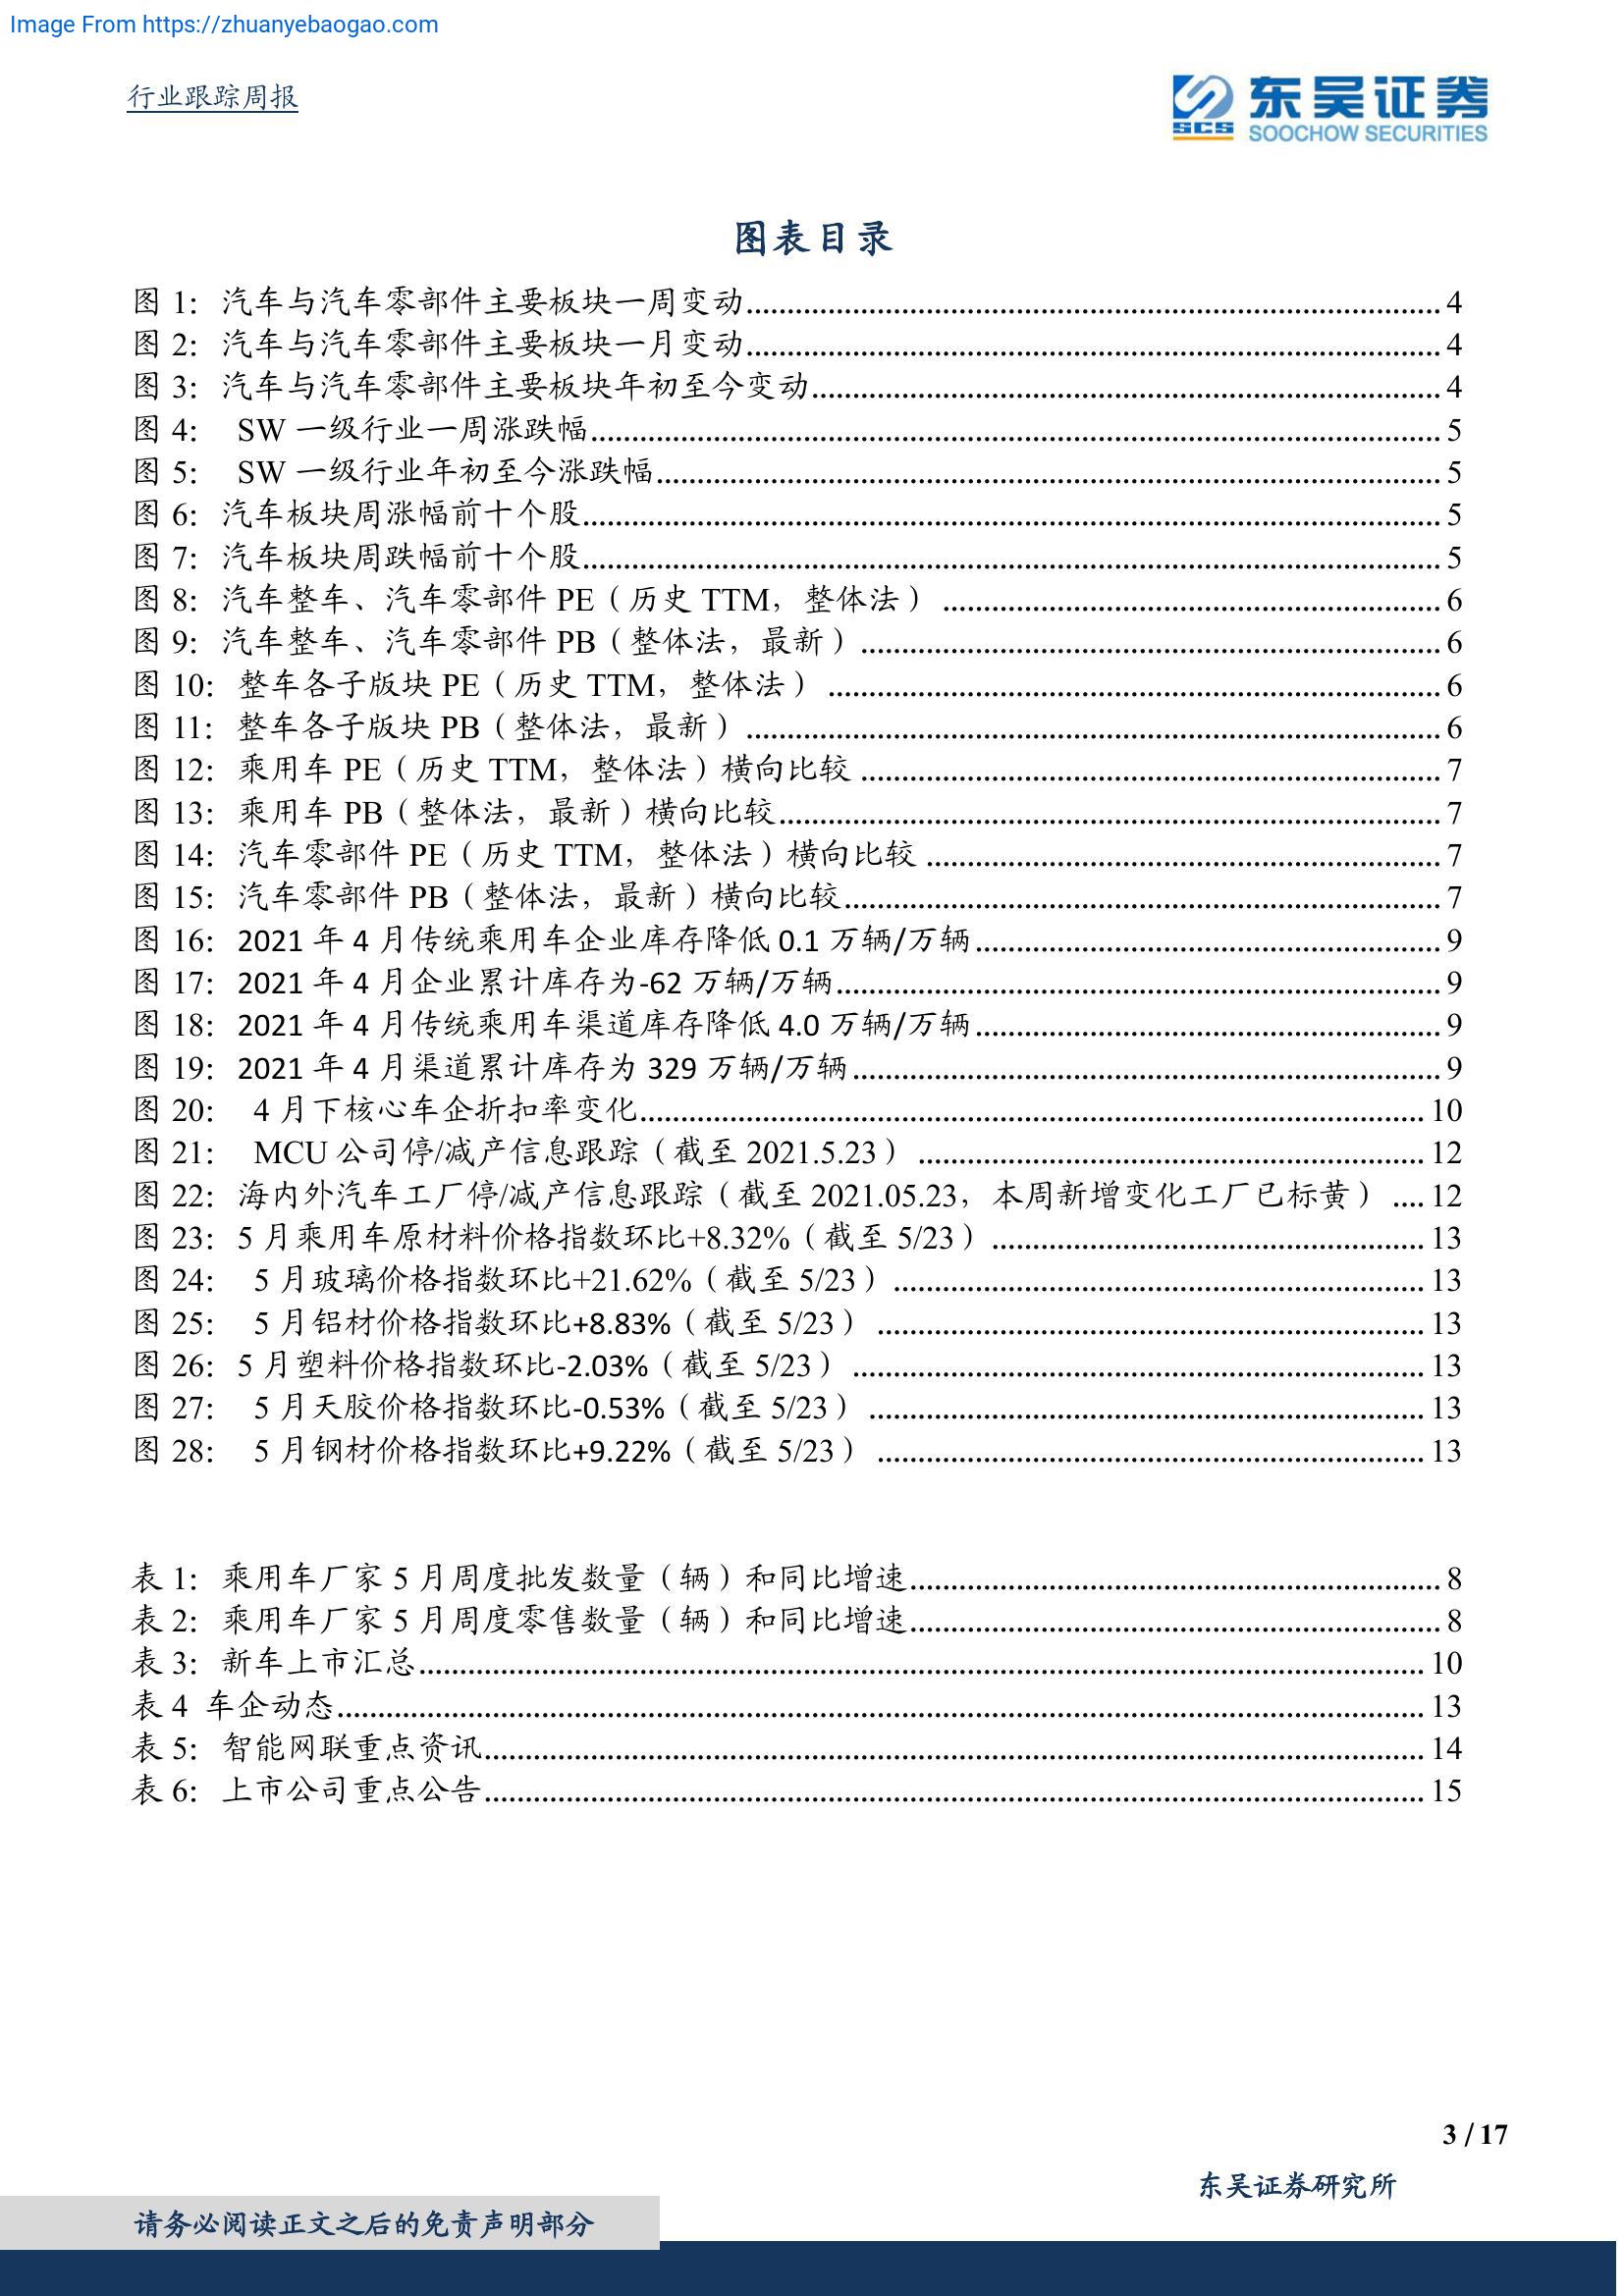 Image From https://zhuanyebaogao.com
行业跟踪周报
SCS 东吴证券
SOOCHOW SECURITIES
图表目录
图 1: 汽车与汽车零部件主要板块一周变动 4
图 2: 汽车与汽车零部件主要板块一月变动 4
图 3: 汽车与汽车零部件主要板块年初至今变动 4
图 4: SW 一级行业一周涨跌幅 5
图 5: SW 一级行业年初至今涨跌幅 5
图 6: 汽车板块周涨幅前十个股 5
图 7: 汽车板块周跌幅前十个股 5
图 8: 汽车整车、汽车零部件 PE（历史 TTM，整体法） 6
图 9: 汽车整车、汽车零部件 PB（整体法，最新） 6
图 10: 整车各子版块 PE（历史 TTM，整体法） 6
图 11: 整车各子版块 PB（整体法，最新） 6
图 12: 乘用车 PE（历史 TTM，整体法）横向比较 7
图 13: 乘用车 PB（整体法，最新）横向比较 7
图 14: 汽车零部件 PE（历史 TTM，整体法）横向比较 7
图 15: 汽车零部件 PB（整体法，最新）横向比较 7
图 16: 2021 年 4 月传统乘用车企业库存降低 0.1 万辆/万辆 9
图 17: 2021 年 4 月企业累计库存为-62 万辆/万辆 9
图 18: 2021 年 4 月传统乘用车渠道库存降低 4.0 万辆/万辆 9
图 19: 2021 年 4 月渠道累计库存为 329 万辆/万辆 9
图 20: 4 月下核心车企折扣率变化 10
图 21: MCU 公司停/减产信息跟踪（截至 2021.5.23） 12
图 22: 海内外汽车工厂停/减产信息跟踪（截至 2021.05.23，本周新增变化工厂已标黄） 12
图 23: 5 月乘用车原材料价格指数环比+8.32%（截至 5/23） 13
图 24: 5 月玻璃价格指数环比+21.62%（截至 5/23） 13
图 25: 5 月铝材价格指数环比+8.83%（截至 5/23） 13
图 26: 5 月塑料价格指数环比-2.03%（截至 5/23） 13
图 27: 5 月天胶价格指数环比-0.53%（截至 5/23） 13
图 28: 5 月钢材价格指数环比+9.22%（截至 5/23） 13
表 1: 乘用车厂家 5 月周度批发数量（辆）和同比增速 8
表 2: 乘用车厂家 5 月周度零售数量（辆）和同比增速 8
表 3: 新车上市汇总 10
表 4 车企动态 13
表 5: 智能网联重点资讯 14
表 6: 上市公司重点公告 15
3 / 17
东吴证券研究所
请务必阅读正文之后的免责声明部分